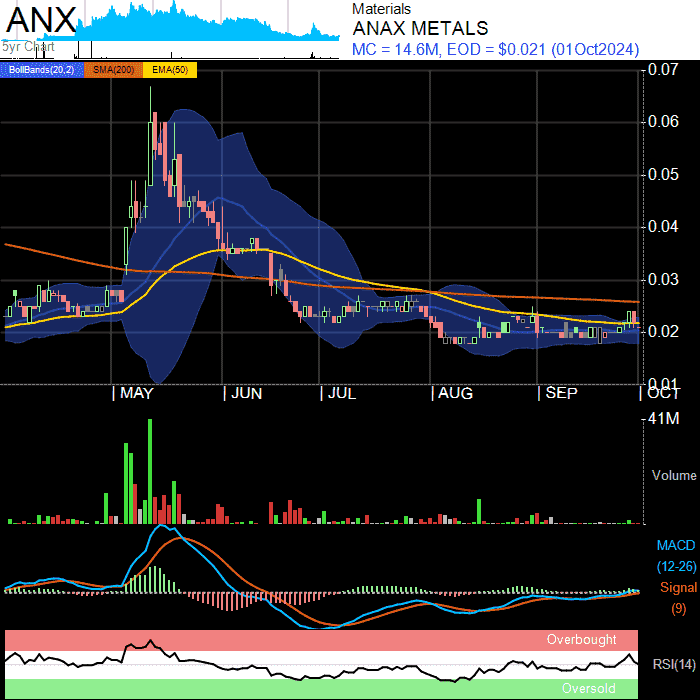 ANX
5yr Chart
Materials
ANAX METALS
MC = 14.6M, EOD = $0.021 (01Oct2024)
BollBands(20,2) SMA(200) EMA(50)
0.07
0.06
0.05
0.04
0.03
0.02
0.01
MAY JUN JUL AUG SEP OCT
41M
Volume
MACD
(12-26)
Signal
(9)
Overbought
RSI(14)
Oversold